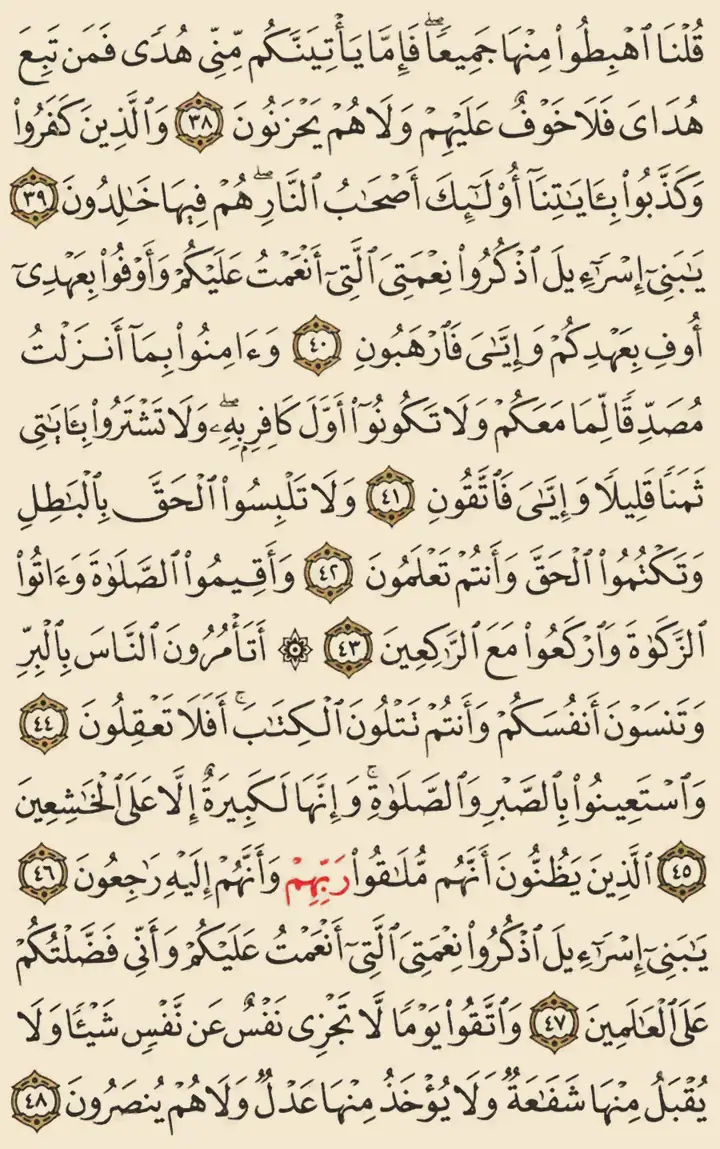 قُلْنَا ٱهْبِطُوا۟ مِنْهَا جَمِيعًۭا ۖ فَإِمَّا يَأْتِيَنَّكُم مِّنِّى هُدًۭى فَمَن تَبِعَ
هُدَاىَ فَلَا خَوْفٌ عَلَيْهِمْ وَلَا هُمْ يَحْزَنُونَ ٣٨ وَٱلَّذِينَ كَفَرُوا۟
وَكَذَّبُوا۟ بِـَٔايَـٰتِنَآ أُو۟لَـٰٓئِكَ أَصْحَـٰبُ ٱلنَّارِ ۖ هُمْ فِيهَا خَـٰلِدُونَ ٣٩
يَـٰبَنِىٓ إِسْرَٰٓءِيلَ ٱذْكُرُوا۟ نِعْمَتِىَ ٱلَّتِىٓ أَنْعَمْتُ عَلَيْكُمْ وَأَوْفُوا۟ بِعَهْدِىٓ
أُوفِ بِعَهْدِكُمْ وَإِيَّـٰىَ فَٱرْهَبُونِ ٤٠ وَءَامِنُوا۟ بِمَآ أَنزَلْتُ
مُصَدِّقًۭا لِّمَا مَعَكُمْ وَلَا تَكُونُوٓا۟ أَوَّلَ كَافِرٍۭ بِهِۦ ۖ وَلَا تَشْتَرُوا۟ بِـَٔايَـٰتِى
ثَمَنًۭا قَلِيلًۭا وَإِيَّـٰىَ فَٱتَّقُونِ ٤١ وَلَا تَلْبِسُوا۟ ٱلْحَقَّ بِٱلْبَـٰطِلِ
وَتَكْتُمُوا۟ ٱلْحَقَّ وَأَنتُمْ تَعْلَمُونَ ٤٢ وَأَقِيمُوا۟ ٱلصَّلَوٰةَ وَءَاتُوا۟
ٱلزَّكَوٰةَ وَٱرْكَعُوا۟ مَعَ ٱلرَّٰكِعِينَ ٤٣ ۞ أَتَأْمُرُونَ ٱلنَّاسَ بِٱلْبِرِّ
وَتَنسَوْنَ أَنفُسَكُمْ وَأَنتُمْ تَتْلُونَ ٱلْكِتَـٰبَ ۚ أَفَلَا تَعْقِلُونَ ٤٤
وَٱسْتَعِينُوا۟ بِٱلصَّبْرِ وَٱلصَّلَوٰةِ ۚ وَإِنَّهَا لَكَبِيرَةٌ إِلَّا عَلَى ٱلْخَـٰشِعِينَ
٤٥ ٱلَّذِينَ يَظُنُّونَ أَنَّهُم مُّلَـٰقُوا۟ رَبِّهِمْ وَأَنَّهُمْ إِلَيْهِ رَٰجِعُونَ ٤٦
يَـٰبَنِىٓ إِسْرَٰٓءِيلَ ٱذْكُرُوا۟ نِعْمَتِىَ ٱلَّتِىٓ أَنْعَمْتُ عَلَيْكُمْ وَأَنِّى فَضَّلْتُكُمْ
عَلَى ٱلْعَـٰلَمِينَ ٤٧ وَٱتَّقُوا۟ يَوْمًۭا لَّا تَجْزِى نَفْسٌ عَن نَّفْسٍۢ شَيْـًۭٔا وَلَا
يُقْبَلُ مِنْهَا شَفَـٰعَةٌۭ وَلَا يُؤْخَذُ مِنْهَا عَدْلٌۭ وَلَا هُمْ يُنصَرُونَ ٤٨